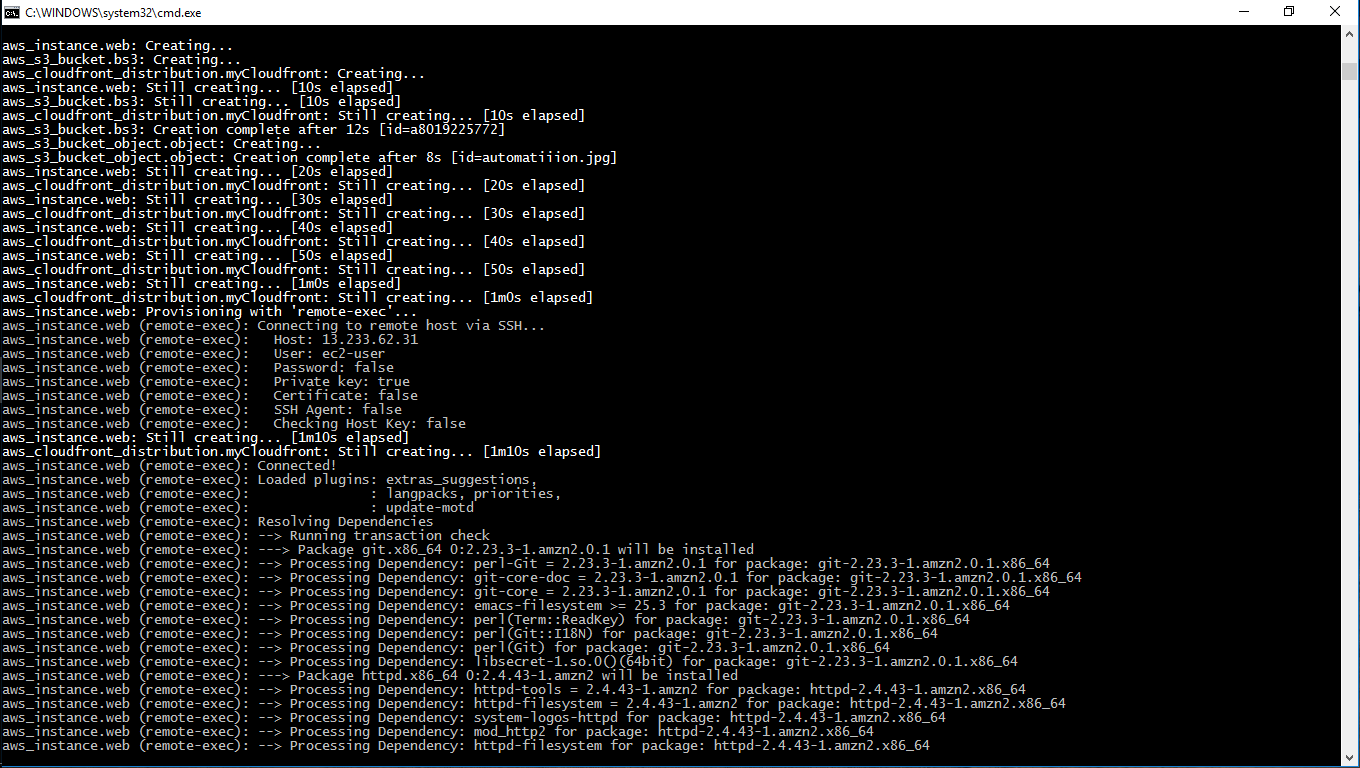 C:\WINDOWS\system32\cmd.exe
aws_instance.web: Creating...
aws_s3_bucket.bs3: Creating...
aws_cloudfront_distribution.myCloudfront: Creating...
aws_instance.web: Still creating... [10s elapsed]
aws_s3_bucket.bs3: Still creating... [10s elapsed]
aws_cloudfront_distribution.myCloudfront: Still creating... [10s elapsed]
aws_s3_bucket.bs3: Creation complete after 12s [id=a8019225772]
aws_s3_bucket_object.object: Creating...
aws_s3_bucket_object.object: Creation complete after 8s [id=automatiiion.jpg]
aws_instance.web: Still creating... [20s elapsed]
aws_cloudfront_distribution.myCloudfront: Still creating... [20s elapsed]
aws_instance.web: Still creating... [30s elapsed]
aws_cloudfront_distribution.myCloudfront: Still creating... [30s elapsed]
aws_instance.web: Still creating... [40s elapsed]
aws_cloudfront_distribution.myCloudfront: Still creating... [40s elapsed]
aws_instance.web: Still creating... [50s elapsed]
aws_cloudfront_distribution.myCloudfront: Still creating... [50s elapsed]
aws_instance.web: Still creating... [1m0s elapsed]
aws_cloudfront_distribution.myCloudfront: Still creating... [1m0s elapsed]
aws_instance.web: Provisioning with 'remote-exec'...
aws_instance.web (remote-exec): Connecting to remote host via SSH...
aws_instance.web (remote-exec):   Host: 13.233.62.31
aws_instance.web (remote-exec):   User: ec2-user
aws_instance.web (remote-exec):   Password: false
aws_instance.web (remote-exec):   Private key: true
aws_instance.web (remote-exec):   Certificate: false
aws_instance.web (remote-exec):   SSH Agent: false
aws_instance.web (remote-exec):   Checking Host Key: false
aws_instance.web: Still creating... [1m10s elapsed]
aws_cloudfront_distribution.myCloudfront: Still creating... [1m10s elapsed]
aws_instance.web (remote-exec): Connected!
aws_instance.web (remote-exec): Loaded plugins: extras_suggestions,
aws_instance.web (remote-exec):               : langpacks, priorities,
aws_instance.web (remote-exec):               : update-motd
aws_instance.web (remote-exec): Resolving Dependencies
aws_instance.web (remote-exec): --> Running transaction check
aws_instance.web (remote-exec): ---> Package git.x86_64 0:2.23.3-1.amzn2.0.1 will be installed
aws_instance.web (remote-exec): --> Processing Dependency: perl-Git = 2.23.3-1.amzn2.0.1 for package: git-2.23.3-1.amzn2.0.1.x86_64
aws_instance.web (remote-exec): --> Processing Dependency: git-core-doc = 2.23.3-1.amzn2.0.1 for package: git-2.23.3-1.amzn2.0.1.x86_64
aws_instance.web (remote-exec): --> Processing Dependency: git-core = 2.23.3-1.amzn2.0.1 for package: git-2.23.3-1.amzn2.0.1.x86_64
aws_instance.web (remote-exec): --> Processing Dependency: emacs-filesystem >= 25.3 for package: git-2.23.3-1.amzn2.0.1.x86_64
aws_instance.web (remote-exec): --> Processing Dependency: perl(Term::ReadKey) for package: git-2.23.3-1.amzn2.0.1.x86_64
aws_instance.web (remote-exec): --> Processing Dependency: perl(Git::I18N) for package: git-2.23.3-1.amzn2.0.1.x86_64
aws_instance.web (remote-exec): --> Processing Dependency: perl(Git) for package: git-2.23.3-1.amzn2.0.1.x86_64
aws_instance.web (remote-exec): --> Processing Dependency: libsecret-1.so.0()(64bit) for package: git-2.23.3-1.amzn2.0.1.x86_64
aws_instance.web (remote-exec): ---> Package httpd.x86_64 0:2.4.43-1.amzn2 will be installed
aws_instance.web (remote-exec): --> Processing Dependency: httpd-tools = 2.4.43-1.amzn2 for package: httpd-2.4.43-1.amzn2.x86_64
aws_instance.web (remote-exec): --> Processing Dependency: httpd-filesystem = 2.4.43-1.amzn2 for package: httpd-2.4.43-1.amzn2.x86_64
aws_instance.web (remote-exec): --> Processing Dependency: system-logos-httpd for package: httpd-2.4.43-1.amzn2.x86_64
aws_instance.web (remote-exec): --> Processing Dependency: mod_http2 for package: httpd-2.4.43-1.amzn2.x86_64
aws_instance.web (remote-exec): --> Processing Dependency: httpd-filesystem for package: httpd-2.4.43-1.amzn2.x86_64